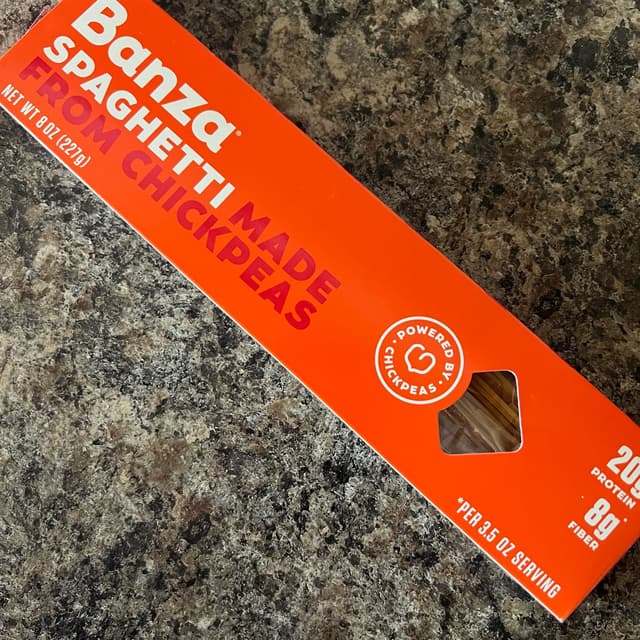 Banza®
SPAGHETTI MADE
FROM CHICKPEAS
NET WT 8 OZ (227g)
• POWERED BY •
CHICKPEAS
20g
PROTEIN
8g*
FIBER
*PER 3.5 OZ SERVING